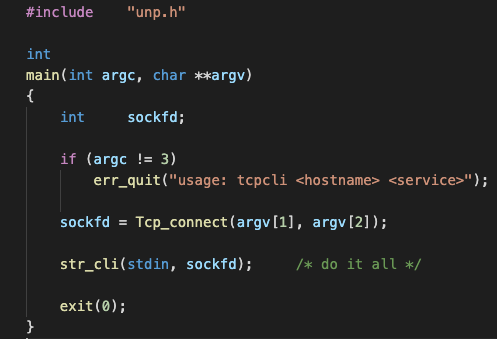 #include    "unp.h"

int
main(int argc, char **argv)
{
    int     sockfd;

    if (argc != 3)
        err_quit("usage: tcpcli <hostname> <service>");

    sockfd = Tcp_connect(argv[1], argv[2]);

    str_cli(stdin, sockfd);     /* do it all */

    exit(0);
}